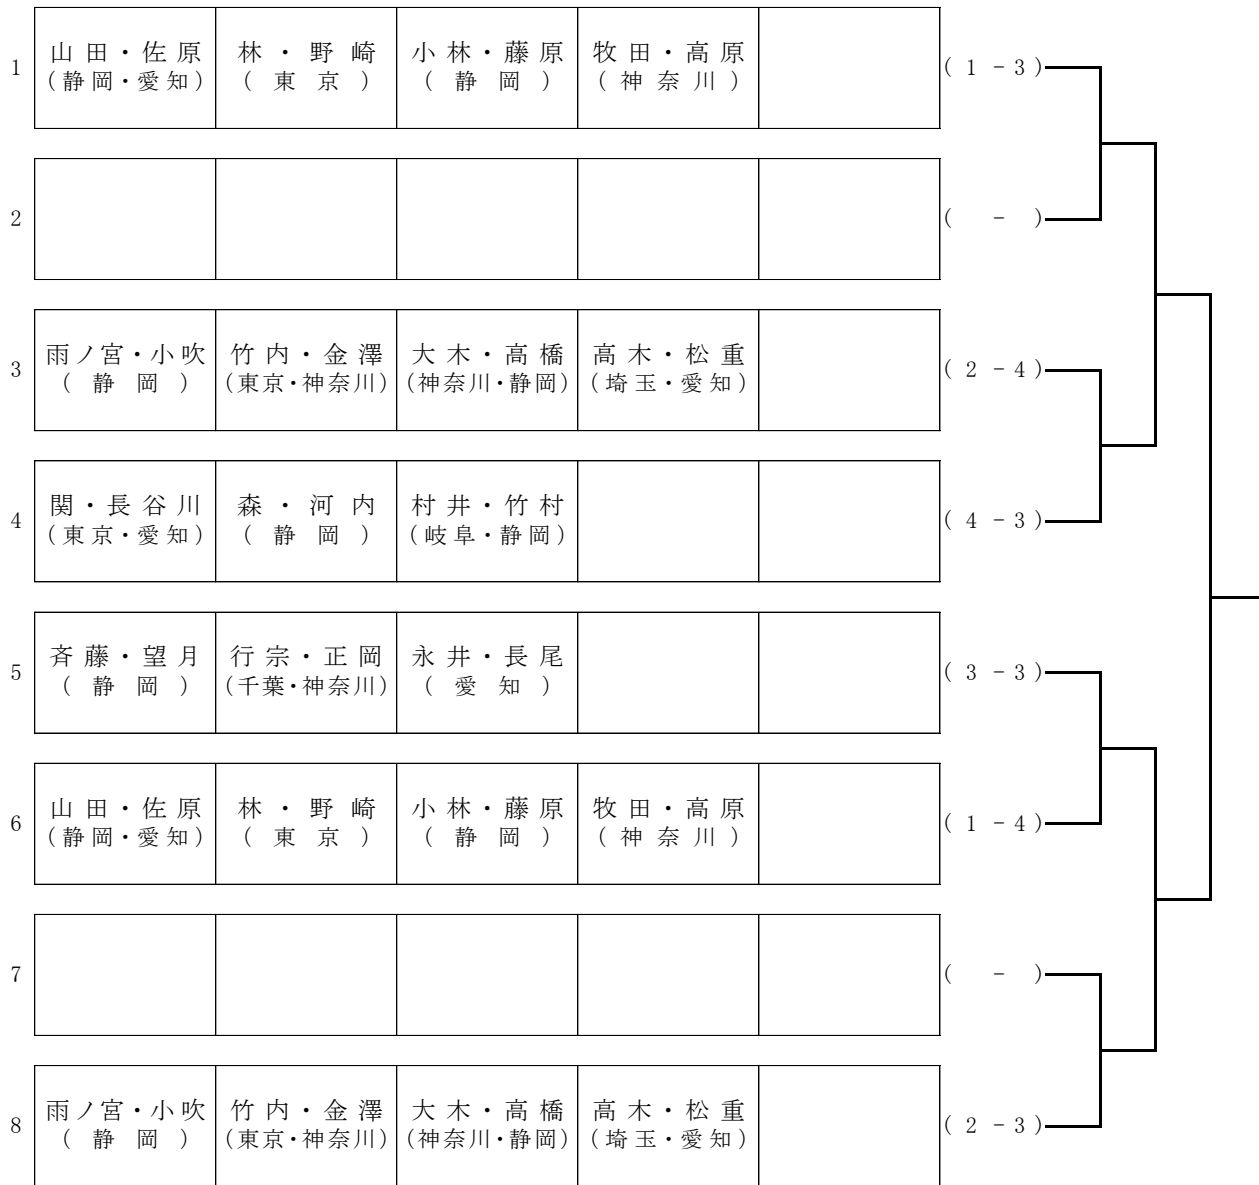 1 山田・佐原 林・野崎 小林・藤原 牧田・高原 ( 1 - 3 )
(静岡・愛知) (東京) (静岡) (神奈川)
2 ( - )
3 雨ノ宮・小吹 竹内・金澤 大木・高橋 高木・松重 ( 2 - 4 )
(静岡) (東京・神奈川) (神奈川・静岡) (埼玉・愛知)
4 関・長谷川 森・河内 村井・竹村 ( 4 - 3 )
(東京・愛知) (静岡) (岐阜・静岡)
5 斉藤・望月 行宗・正岡 永井・長尾 ( 3 - 3 )
(静岡) (千葉・神奈川) (愛知)
6 山田・佐原 林・野崎 小林・藤原 牧田・高原 ( 1 - 4 )
(静岡・愛知) (東京) (静岡) (神奈川)
7 ( - )
8 雨ノ宮・小吹 竹内・金澤 大木・高橋 高木・松重 ( 2 - 3 )
(静岡) (東京・神奈川) (神奈川・静岡) (埼玉・愛知)